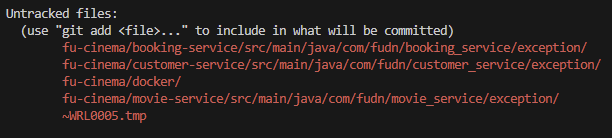 Untracked files:
(use "git add <file>..." to include in what will be committed)
fu-cinema/booking-service/src/main/java/com/fudn/booking_service/exception/
fu-cinema/customer-service/src/main/java/com/fudn/customer_service/exception/
fu-cinema/docker/
fu-cinema/movie-service/src/main/java/com/fudn/movie_service/exception/
~WRL0005.tmp